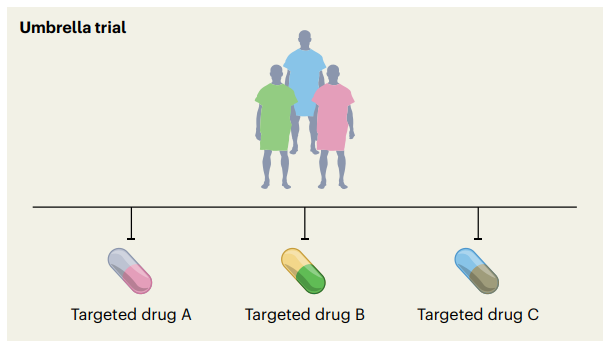 Umbrella trial
Targeted drug A
Targeted drug B
Targeted drug C